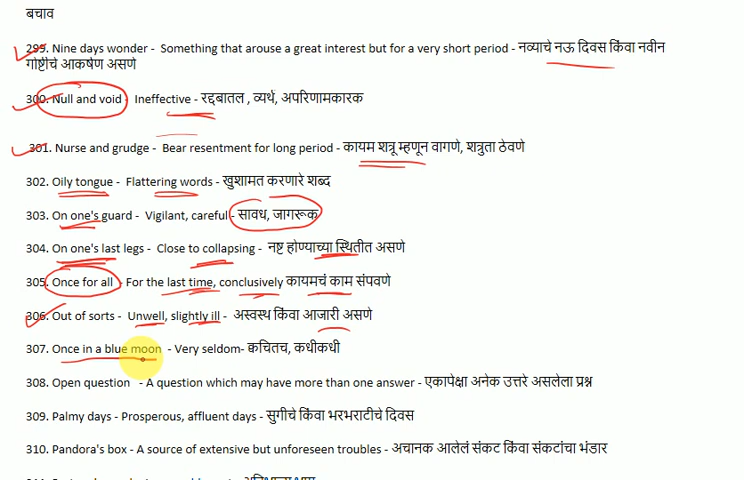 बचाव
299. Nine days wonder - Something that arouse a great interest but for a very short period - नव्याचे नऊ दिवस किंवा नवीन
गोष्टीचे आकर्षण असणे
300. Null and void - Ineffective - रद्दबातल , व्यर्थ, अपरिणामकारक
301. Nurse and grudge - Bear resentment for long period - कायम शत्रू म्हणून वागणे, शत्रुता ठेवणे
302. Oily tongue - Flattering words - खुशामत करणारे शब्द
303. On one's guard - Vigilant, careful - सावध, जागरूक
304. On one's last legs - Close to collapsing - नष्ट होण्याच्या स्थितीत असणे
305. Once for all - For the last time, conclusively कायमचं काम संपवणे
306. Out of sorts - Unwell, slightly ill - अस्वस्थ किंवा आजारी असणे
307. Once in a blue moon - Very seldom- क्वचितच, कधीकधी
308. Open question - A question which may have more than one answer - एकापेक्षा अनेक उत्तरे असलेला प्रश्न
309. Palmy days - Prosperous, affluent days - सुगीचे किंवा भरभराटीचे दिवस
310. Pandora's box - A source of extensive but unforeseen troubles - अचानक आलेलं संकट किंवा संकटांचा भंडार